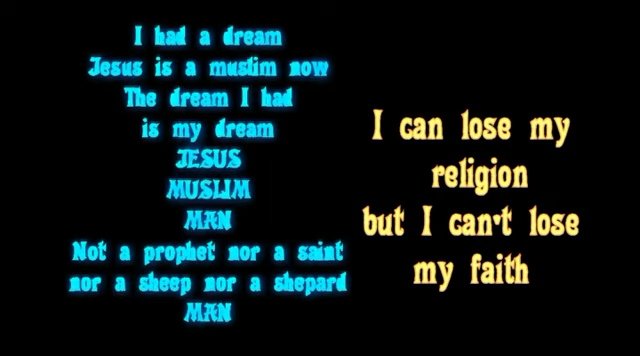 I had a dream
Jesus is a muslim now
The dream I had
is my dream
JESUS
MUSLIM
MAN
Not a prophet nor a saint
nor a sheep nor a shepard
MAN
I can lose my
religion
but I can't lose
my faith